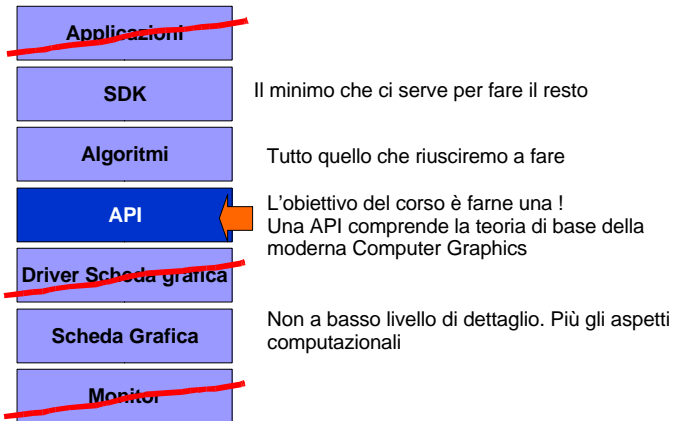 Applicazioni
SDK
Il minimo che ci serve per fare il resto
Algoritmi
Tutto quello che riusciremo a fare
API
L'obiettivo del corso è farne una !
Una API comprende la teoria di base della
moderna Computer Graphics
Driver Scheda grafica
Scheda Grafica
Non a basso livello di dettaglio. Più gli aspetti
computazionali
Monitor